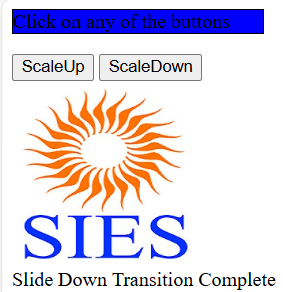 Click on any of the buttons
ScaleUp ScaleDown
SIES
Slide Down Transition Complete